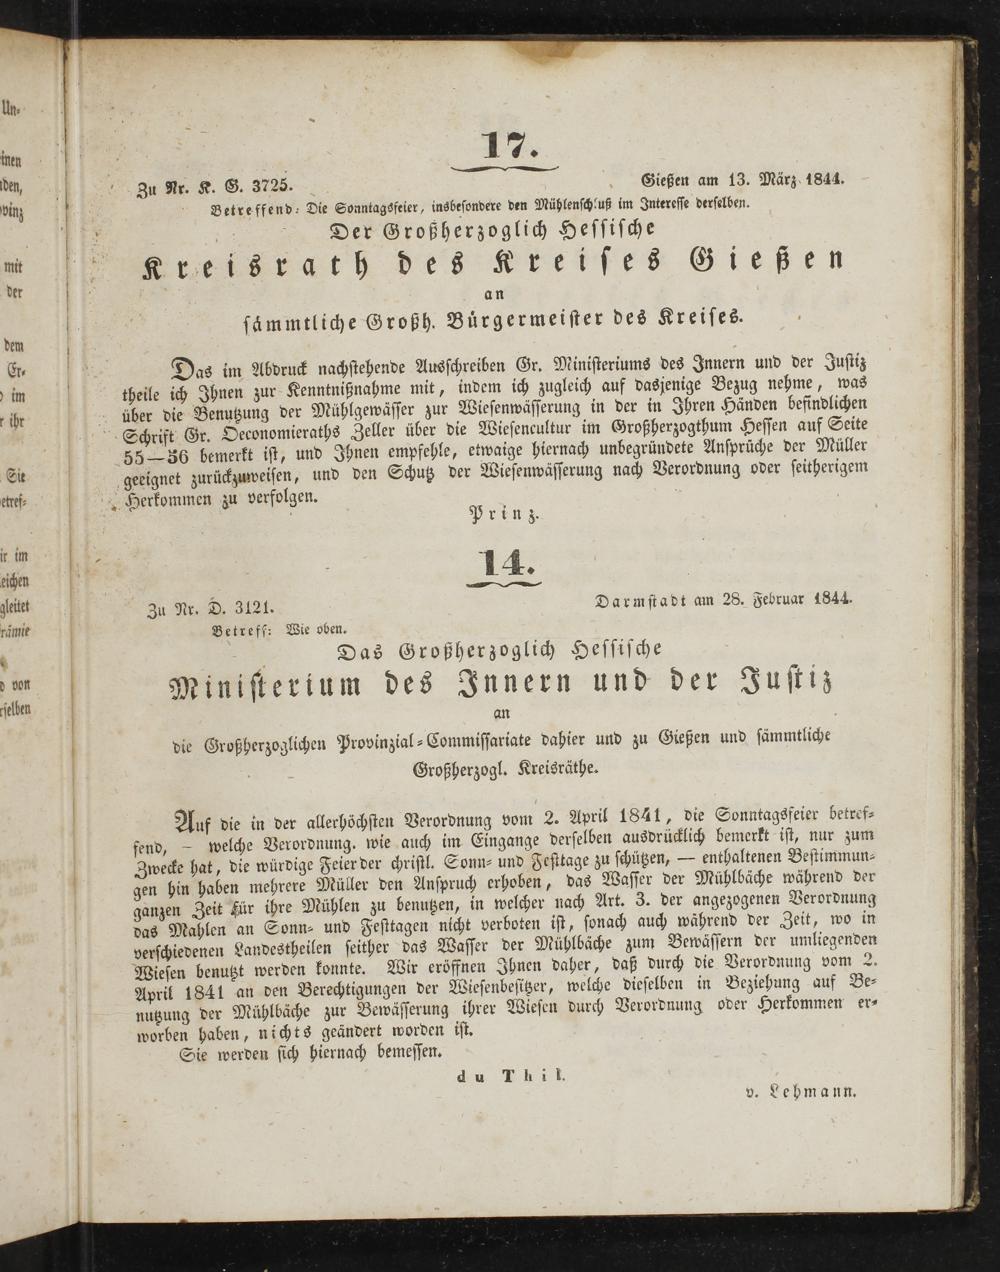 17.
Zu Nr. K. G. 3725.
Gießen am 13. März 1844.
Betreffend: Die Sonntagsfeier, insbesondere den Mühlenschluß im Interesse derselben.
Der Großherzoglich Hessische
Kreisrath des Kreises Gießen
an
sämmtliche Großh. Bürgermeister des Kreises.
Das im Abdruck nachstehende Ausschreiben Gr. Ministeriums des Innern und der Justiz
theile ich Ihnen zur Kenntnißnahme mit, indem ich zugleich auf dasjenige Bezug nehme, was
über die Benutzung der Mühlgewässer zur Wiesenwässerung in der in Ihren Händen befindlichen
Schrift Gr. Oeconomieraths Zeller über die Wiesencultur im Großherzogthum Hessen auf Seite
55—56 bemerkt ist, und Ihnen empfehle, etwaige hiernach unbegründete Ansprüche der Müller
geeignet zurückzuweisen, und den Schutz der Wiesenwässerung nach Verordnung oder seitherigem
Herkommen zu verfolgen.
Prinz.
14.
Zu Nr. D. 3121.
Darmstadt am 28. Februar 1844.
Betreff: Wie oben.
Das Großherzoglich Hessische
Ministerium des Innern und der Justiz
an
die Großherzoglichen Provinzial-Commissariate dahier und zu Gießen und sämmtliche
Großherzogl. Kreisräthe.
Auf die in der allerhöchsten Verordnung vom 2. April 1841, die Sonntagsfeier betref-
fend, – welche Verordnung. wie auch im Eingange derselben ausdrücklich bemerkt ist, nur zum
Zwecke hat, die würdige Feier der christl. Sonn- und Festtage zu schützen, — enthaltenen Bestimmun-
gen hin haben mehrere Müller den Anspruch erhoben, das Wasser der Mühlbäche während der
ganzen Zeit für ihre Mühlen zu benutzen, in welcher nach Art. 3. der angezogenen Verordnung
das Mahlen an Sonn- und Festtagen nicht verboten ist, sonach auch während der Zeit, wo in
verschiedenen Landestheilen seither das Wasser der Mühlbäche zum Bewässern der umliegenden
Wiesen benutzt werden konnte. Wir eröffnen Ihnen daher, daß durch die Verordnung vom 2.
April 1841 an den Berechtigungen der Wiesenbesitzer, welche dieselben in Beziehung auf Be-
nutzung der Mühlbäche zur Bewässerung ihrer Wiesen durch Verordnung oder Herkommen er-
worben haben, nichts geändert worden ist.
Sie werden sich hiernach bemessen.
du Thil.
v. Lehmann.